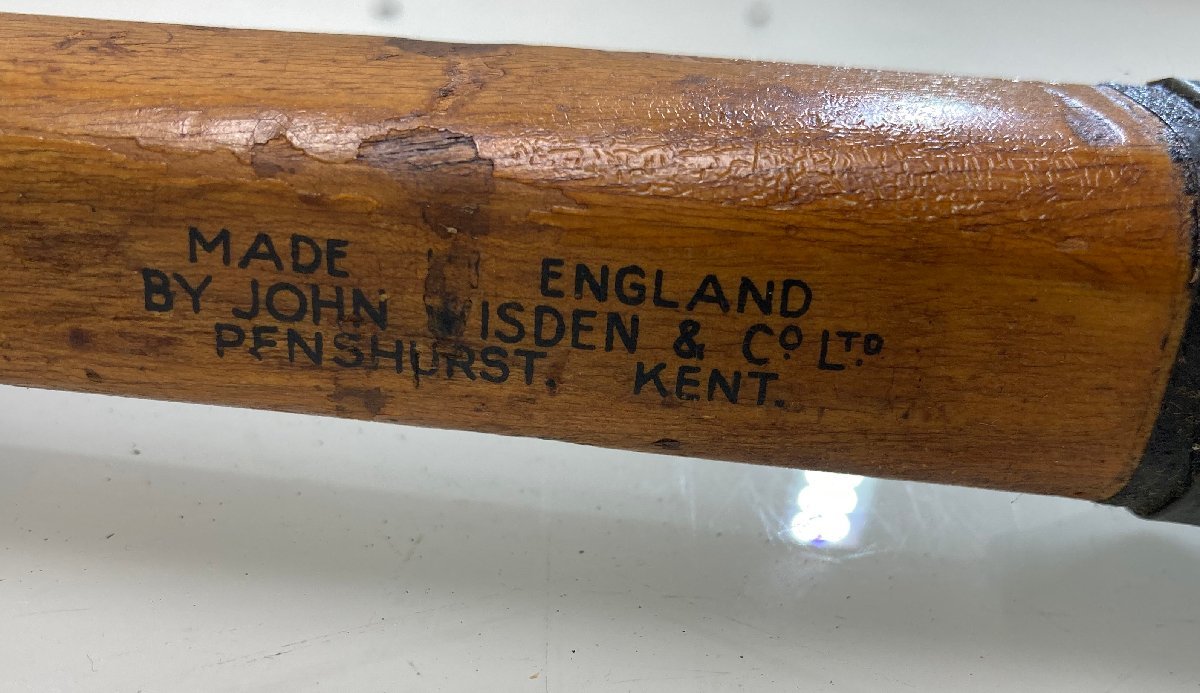 MADE ENGLAND
BY JOHN ISDEN & Co. LTD.
PENSHURST. KENT.